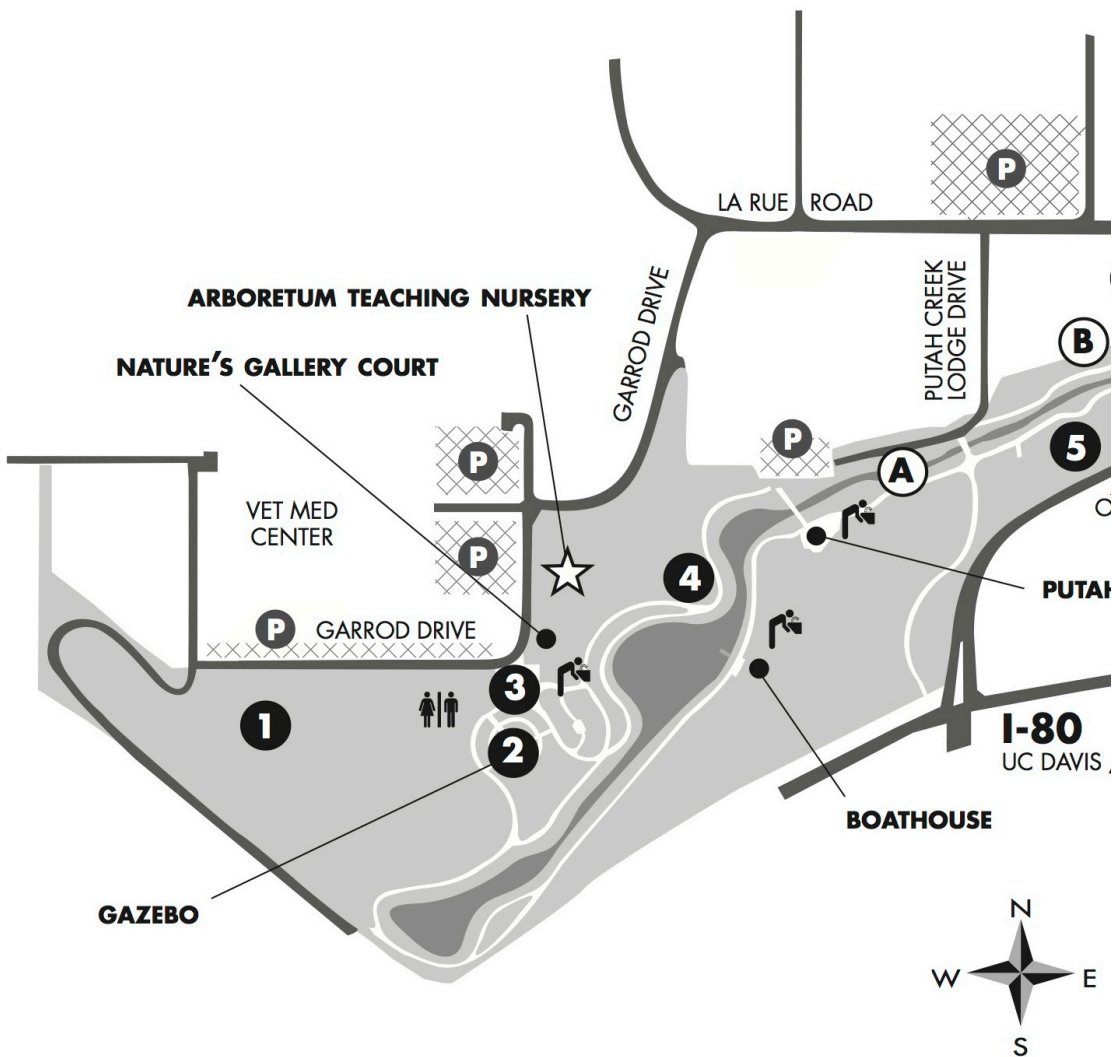 P
LA RUE ROAD
ARBORETUM TEACHING NURSERY
GARROD DRIVE
PUTAH CREEK
LODGE DRIVE
B
NATURE'S GALLERY COURT
P
P
A
5
VET MED
CENTER
O
P
4
PUTAH
P
GARROD DRIVE
3
1
2
I-80
UC DAVIS
BOATHOUSE
GAZEBO
N
W
E
S